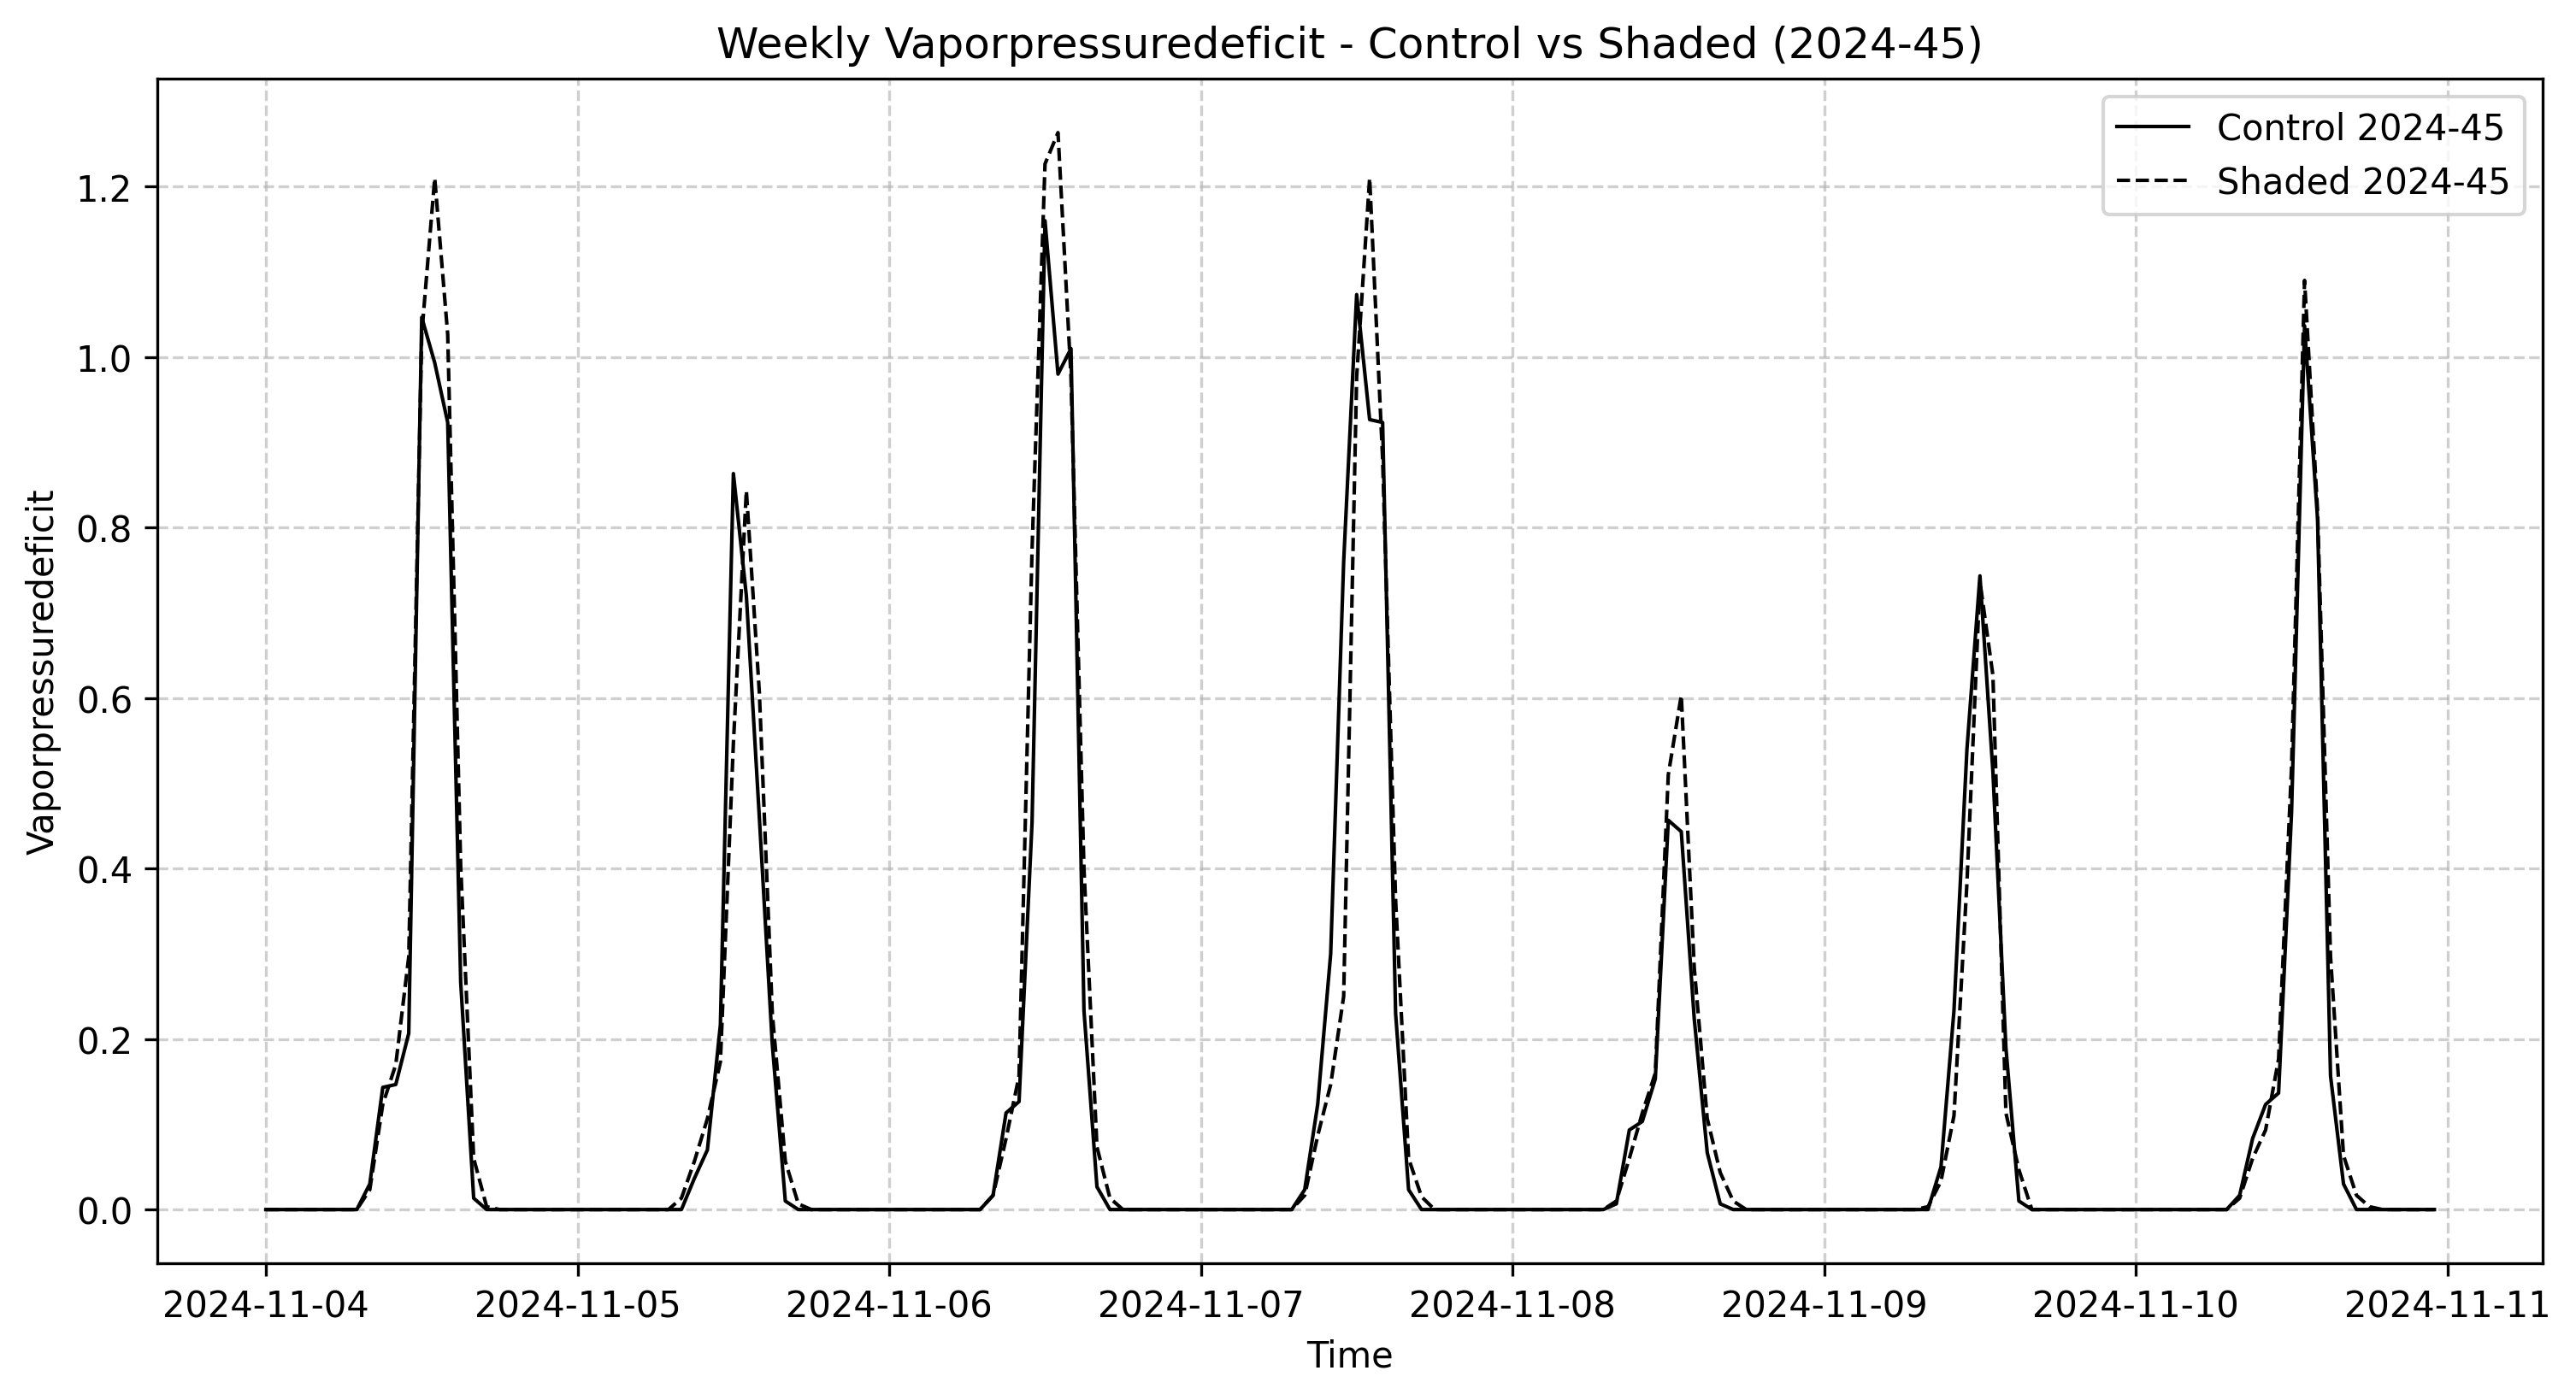 Weekly Vaporpressuredeficit - Control vs Shaded (2024-45)
Control 2024-45
Shaded 2024-45
Vaporpressuredeficit
1.2
1.0
0.8
0.6
0.4
0.2
0.0
2024-11-04 2024-11-05 2024-11-06 2024-11-07 2024-11-08 2024-11-09 2024-11-10 2024-11-11
Time